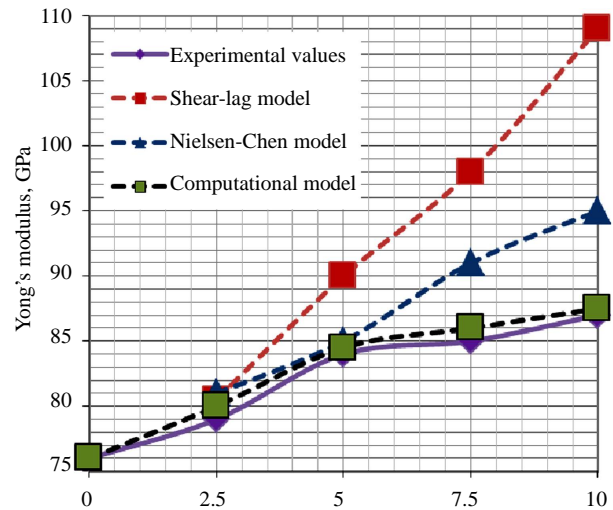 110
105
100
95
90
85
80
75
Yong's modulus, GPa
Experimental values
Shear-lag model
Nielsen-Chen model
Computational model
0 2.5 5 7.5 10